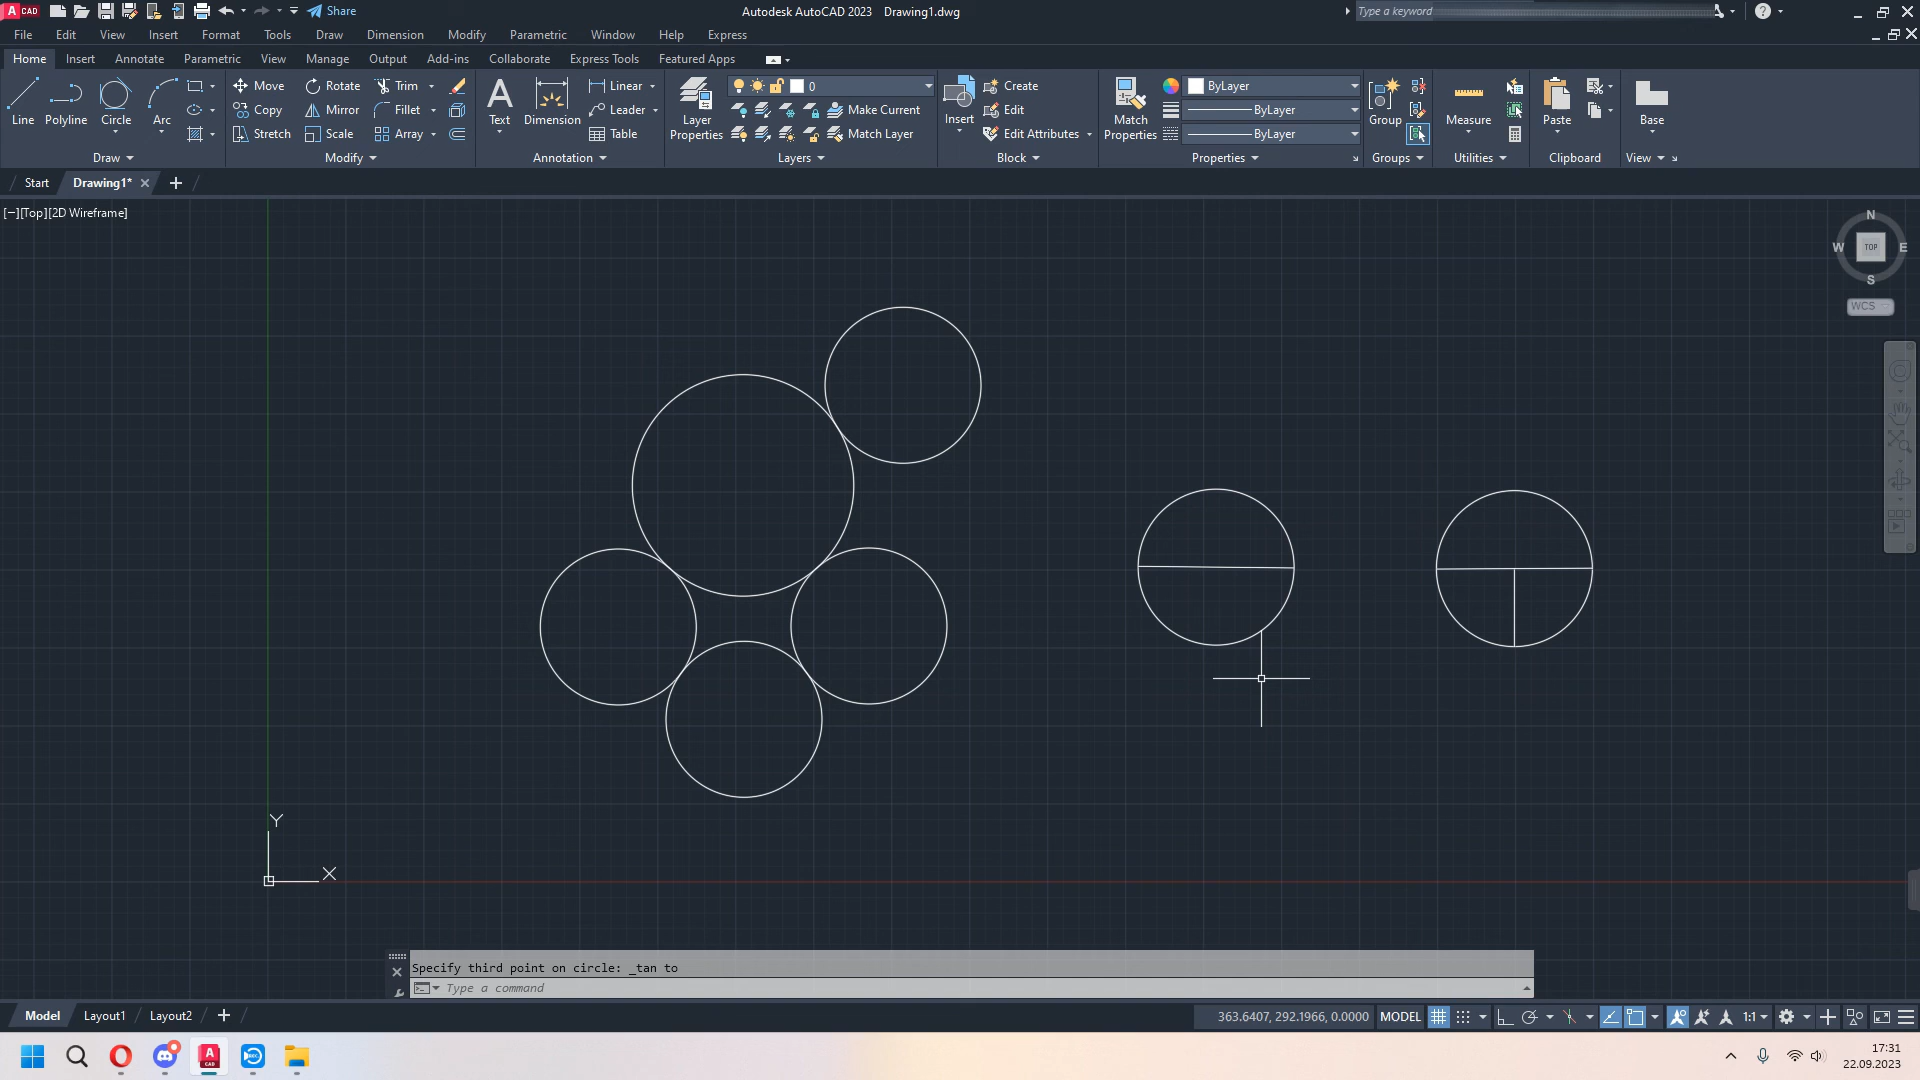 CAD
Share
Autodesk AutoCAD 2023 Drawing1.dwg
Type a keyword
File Edit View Insert Format Tools Draw Dimension Modify Parametric Window Help Express
Home Insert Annotate Parametric View Manage Output Add-ins Collaborate Express Tools Featured Apps
Line Polyline Circle Arc
Move Rotate Trim
Copy Mirror Fillet
Stretch Scale Array
Text Dimension
Linear
Leader
Table
Layer Properties
0
Make Current
Match Layer
Insert
Create
Edit
Edit Attributes
Match Properties
ByLayer
ByLayer
ByLayer
Group
Measure
Paste
Base
Draw Modify Annotation Layers Block Properties Groups Utilities Clipboard View
Start Drawing1*
[−][Top][2D Wireframe]
N
W TOP E
S
WCS
Y
X
Specify third point on circle: _tan to
Type a command
Model Layout1 Layout2
363.6407, 292.1966, 0.0000 MODEL 1:1
17:31
22.09.2023